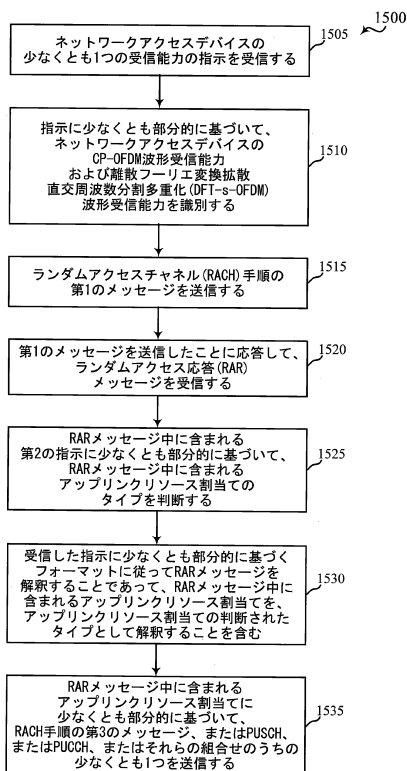 1500
ネットワークアクセスデバイスの
少なくとも1つの受信能力の指示を受信する
1505
指示に少なくとも部分的に基づいて、
ネットワークアクセスデバイスの
CP-OFDM波形受信能力
および離散フーリエ変換拡散
直交周波数分割多重化(DFT-s-OFDM)
波形受信能力を識別する
1510
ランダムアクセスチャネル(RACH)手順の
第1のメッセージを送信する
1515
第1のメッセージを送信したことに応答して、
ランダムアクセス応答(RAR)
メッセージを受信する
1520
RARメッセージ中に含まれる
第2の指示に少なくとも部分的に基づいて、
RARメッセージ中に含まれる
アップリンクリソース割当ての
タイプを判断する
1525
受信した指示に少なくとも部分的に基づく
フォーマットに従ってRARメッセージを
解釈することであって、RARメッセージ中に
含まれるアップリンクリソース割当てを、
アップリンクリソース割当ての判断された
タイプとして解釈することを含む
1530
RARメッセージ中に含まれる
アップリンクリソース割当てに
少なくとも部分的に基づいて、
RACH手順の第3のメッセージ、またはPUSCH、
またはPUCCH、またはそれらの組合せのうちの
少なくとも1つを送信する
1535